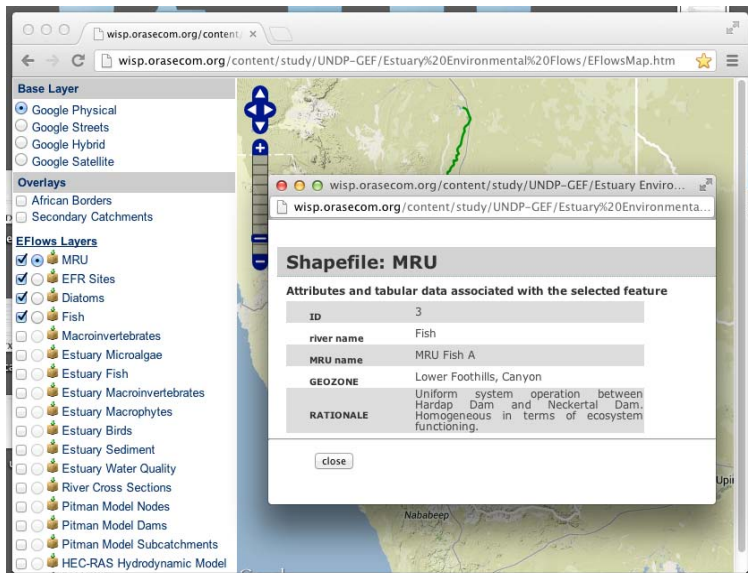 wisp.orasecom.org/content/
wisp.orasecom.org/content/study/UNDP-GEF/Estuary%20Environmental%20Flows/EFlowsMap.htm
Base Layer
Google Physical
Google Streets
Google Hybrid
Google Satellite
Overlays
African Borders
Secondary Catchments
EFlows Layers
MRU
EFR Sites
Diatoms
Fish
Macroinvertebrates
Estuary Microalgae
Estuary Fish
Estuary Macroinvertebrates
Estuary Macrophytes
Estuary Birds
Estuary Sediment
Estuary Water Quality
River Cross Sections
Pitman Model Nodes
Pitman Model Dams
Pitman Model Subcatchments
HEC-RAS Hydrodynamic Model
wisp.orasecom.org/content/study/UNDP-GEF/Estuary Enviro...
wisp.orasecom.org/content/study/UNDP-GEF/Estuary%20Environmenta...
Shapefile: MRU
Attributes and tabular data associated with the selected feature
ID 3
river name Fish
MRU name MRU Fish A
GEOZONE Lower Foothills, Canyon
RATIONALE Uniform system operation between
Hardap Dam and Neckertal Dam.
Homogeneous in terms of ecosystem
functioning.
close
Nababeep